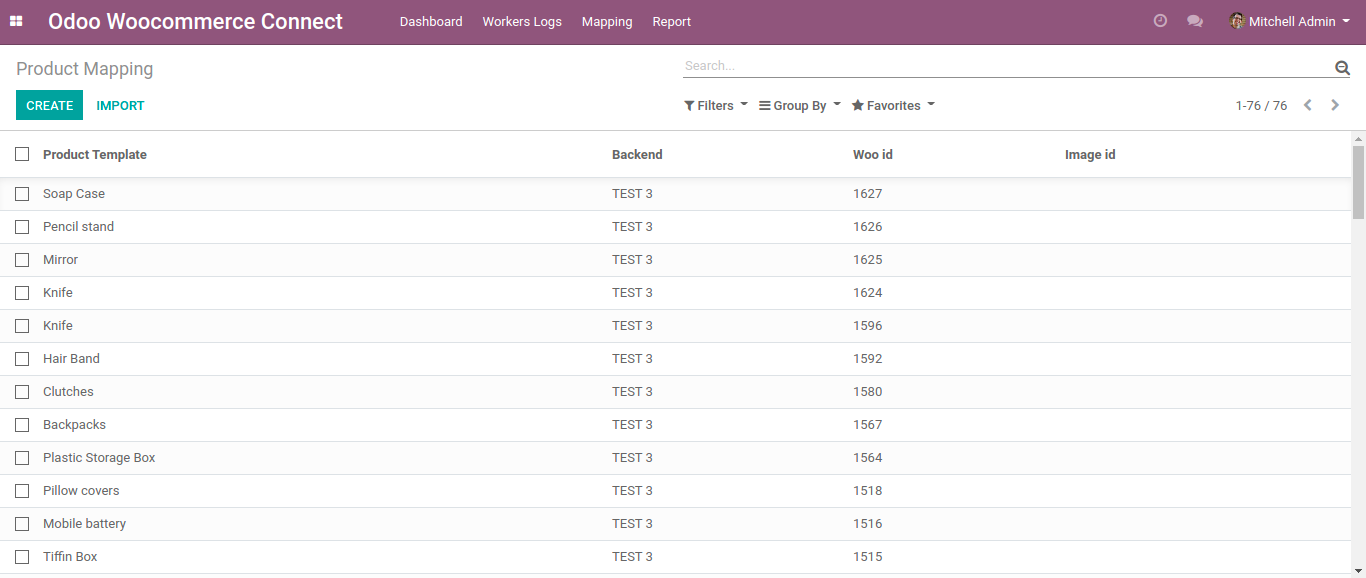 Odoo Woocommerce Connect Dashboard Workers Logs Mapping Report Mitchell Admin
Product Mapping Search...
CREATE IMPORT Filters Group By Favorites 1-76 / 76
Product Template Backend Woo id Image id
Soap Case TEST 3 1627
Pencil stand TEST 3 1626
Mirror TEST 3 1625
Knife TEST 3 1624
Knife TEST 3 1596
Hair Band TEST 3 1592
Clutches TEST 3 1580
Backpacks TEST 3 1567
Plastic Storage Box TEST 3 1564
Pillow covers TEST 3 1518
Mobile battery TEST 3 1516
Tiffin Box TEST 3 1515